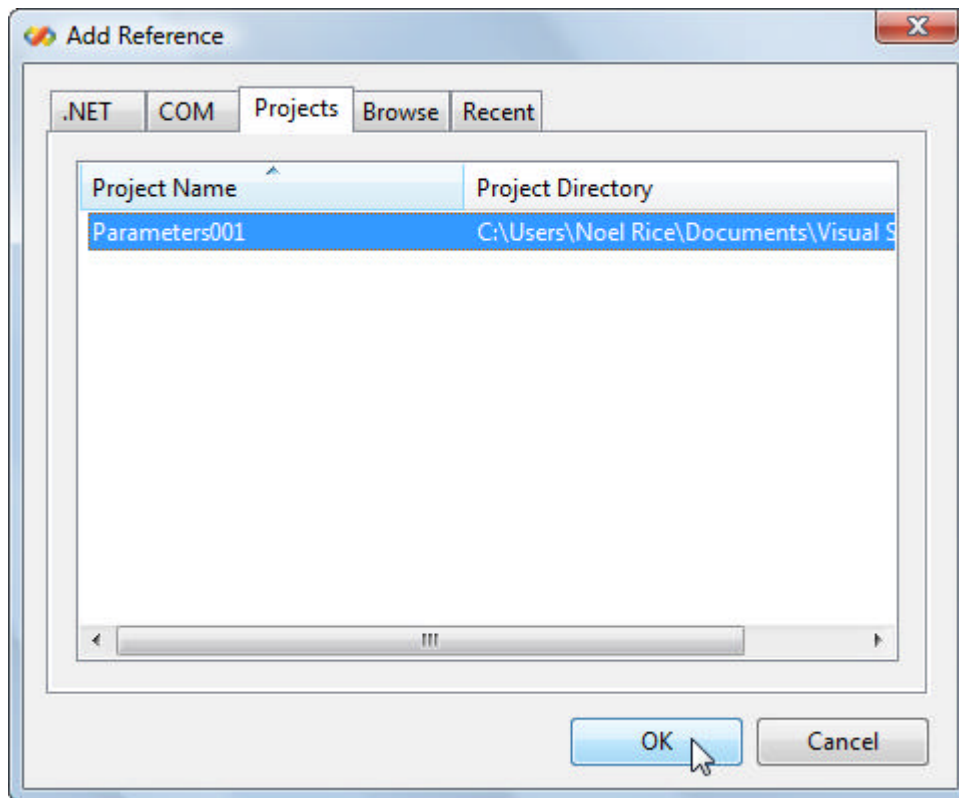 Add Reference
.NET COM Projects Browse Recent
Project Name Project Directory
Parameters001 C:\Users\Noel Rice\Documents\Visual S
OK Cancel